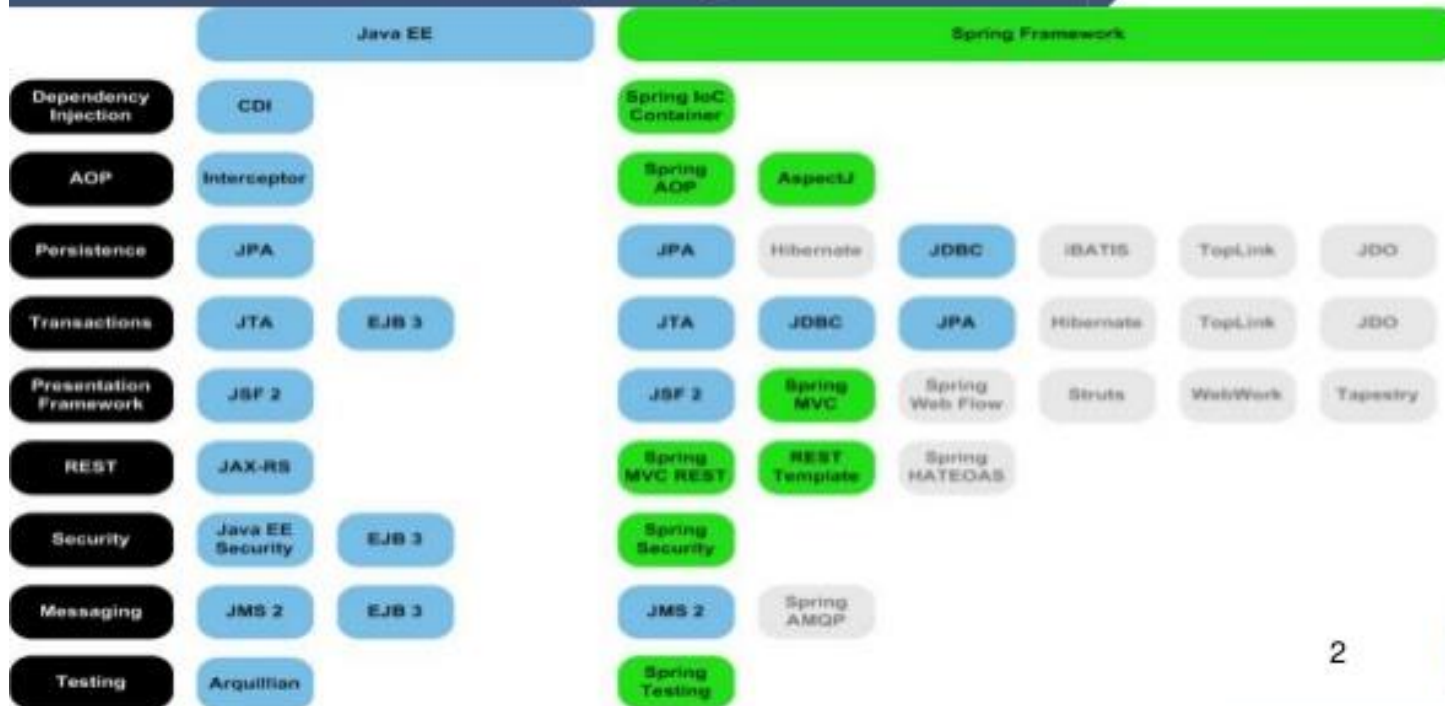 Java EE Spring Framework
Dependency
Injection
CDI
Spring IoC
Container
AOP
Interceptor
Spring
AOP
AspectJ
Persistence
JPA
JPA
Hibernate
JDBC
iBATIS
TopLink
JDO
Transactions
JTA
EJB 3
JTA
JDBC
JPA
Hibernate
TopLink
JDO
Presentation
Framework
JSF 2
JSF 2
Spring
MVC
Spring
Web Flow
Struts
WebWork
Tapestry
REST
JAX-RS
Spring
MVC REST
REST
Template
Spring
HATEOAS
Security
Java EE
Security
EJB 3
Spring
Security
Messaging
JMS 2
EJB 3
JMS 2
Spring
AMQP
2
Testing
Arquillian
Spring
Testing